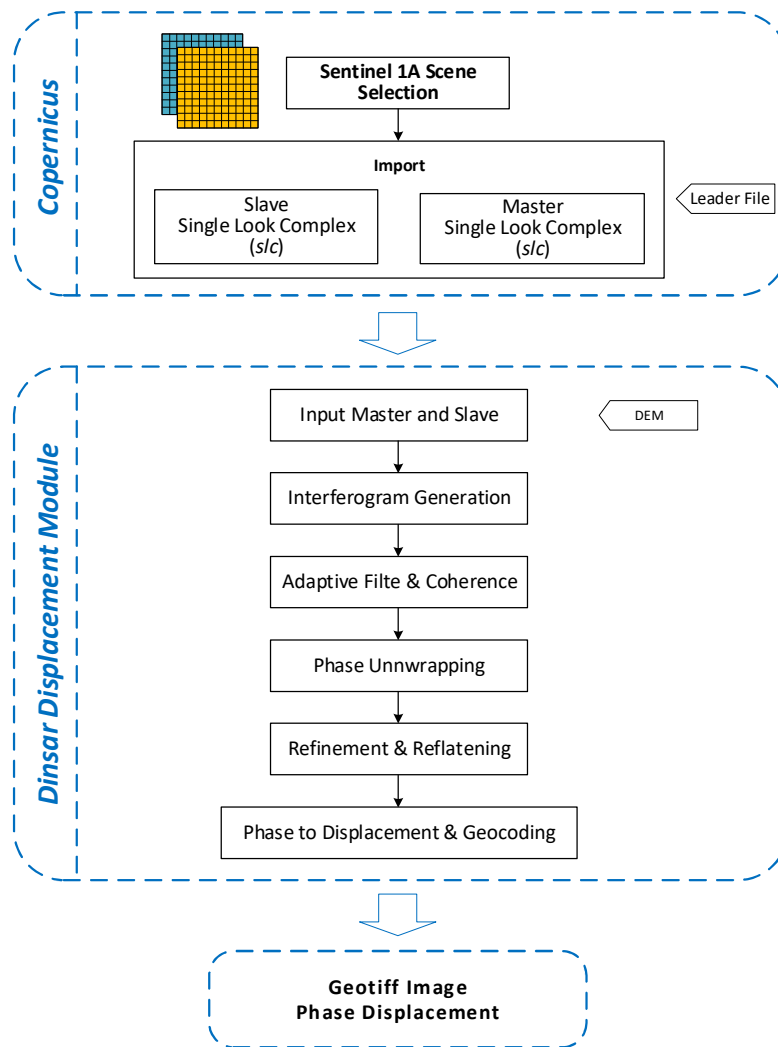 Copernicus
Sentinel 1A Scene
Selection
Import
Slave
Single Look Complex
(slc)
Master
Single Look Complex
(slc)
Leader File
Dinsar Displacement Module
Input Master and Slave
DEM
Interferogram Generation
Adaptive Filte & Coherence
Phase Unnwrapping
Refinement & Reflatening
Phase to Displacement & Geocoding
Geotiff Image
Phase Displacement